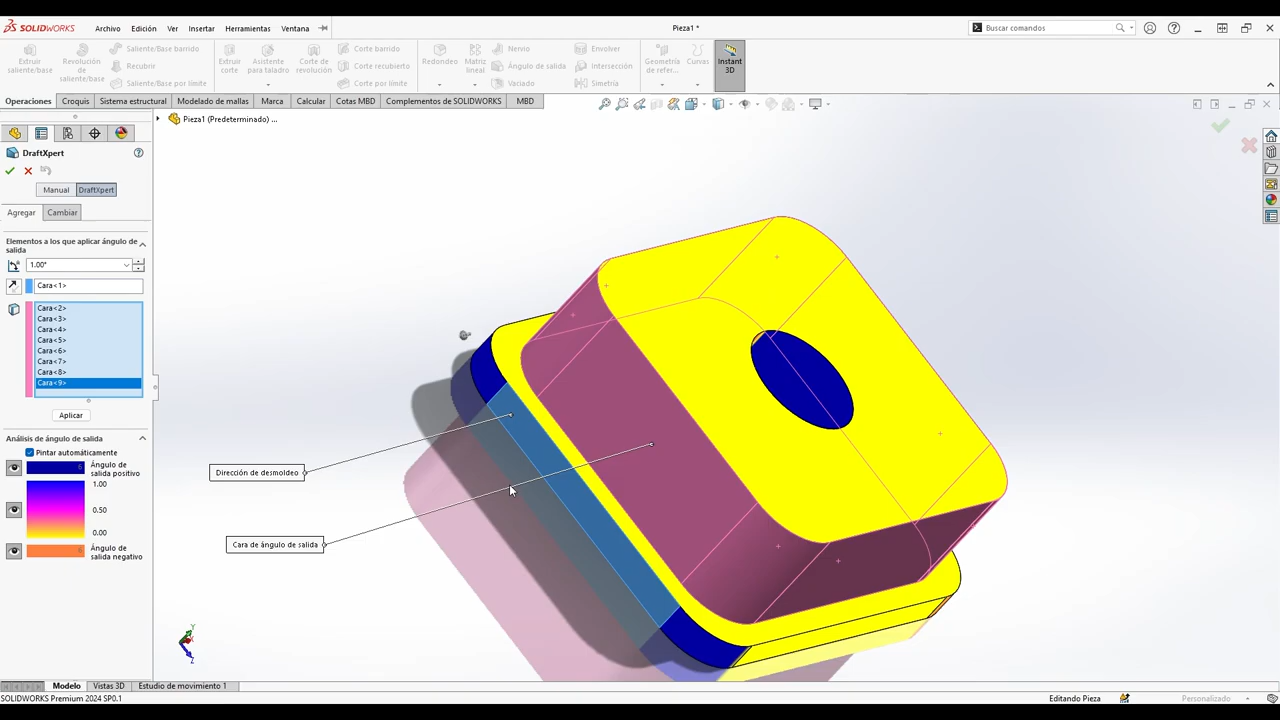 SOLIDWORKS
Archivo
Edición
Ver
Insertar
Herramientas
Ventana
Pieza1 *
Buscar comandos
Extruir saliente/base
Revolución de saliente/base
Saliente/Base barrido
Recubrir
Saliente/Base por límite
Extruir corte
Asistente para taladro
Corte de revolución
Corte barrido
Corte recubierto
Corte por límite
Redondeo
Matriz lineal
Nervio
Ángulo de salida
Vaciado
Envolver
Intersección
Simetría
Geometría de refer...
Curvas
Instant 3D
Operaciones
Croquis
Sistema estructural
Modelado de mallas
Marca
Calcular
Cotas MBD
Complementos de SOLIDWORKS
MBD
Pieza1 (Predeterminado) ...
DraftXpert
Manual
DraftXpert
Agregar
Cambiar
Elementos a los que aplicar ángulo de
salida
1.00°
Cara<1>
Cara<2>
Cara<3>
Cara<4>
Cara<5>
Cara<6>
Cara<7>
Cara<8>
Cara<9>
Aplicar
Análisis de ángulo de salida
Pintar automáticamente
6
Ángulo de
salida positivo
1.00
0.50
0.00
6
Ángulo de
salida negativo
Dirección de desmoldeo
Cara de ángulo de salida
Y
Z
Modelo
Vistas 3D
Estudio de movimiento 1
SOLIDWORKS Premium 2024 SP0.1
Editando Pieza
Personalizado